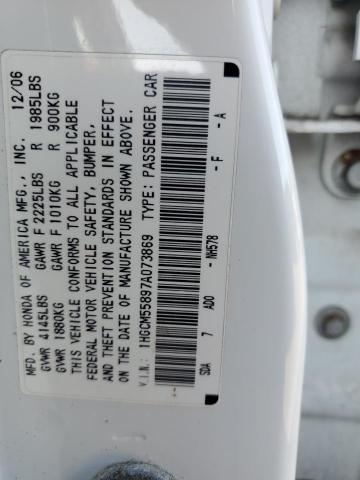 MFD. BY HONDA OF AMERICA MFG., INC. 12/06
GVWR 4145LBS GAWR F 2225LBS R 1985LBS
GVWR 1880KG GAWR F 1010KG R 900KG
THIS VEHICLE CONFORMS TO ALL APPLICABLE
FEDERAL MOTOR VEHICLE SAFETY, BUMPER,
AND THEFT PREVENTION STANDARDS IN EFFECT
ON THE DATE OF MANUFACTURE SHOWN ABOVE.
V.I.N.: 1HGCM55897A073869 TYPE: PASSENGER CAR
SDA 7 AD0 - NH578 - F - A